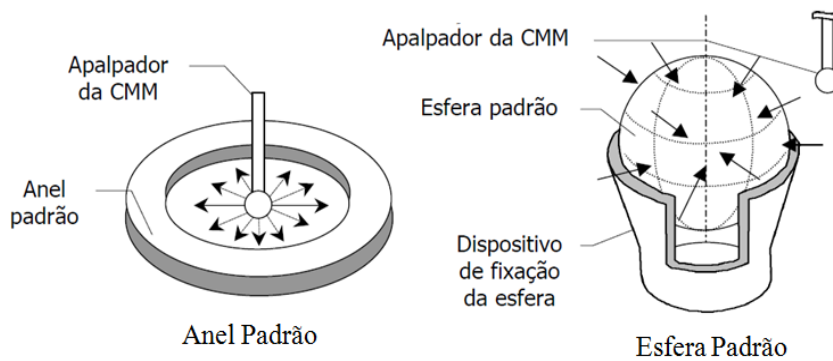 Apalpador
da CMM
Anel
padrão
Anel Padrão
Apalpador da CMM
Esfera padrão
Dispositivo
de fixação
da esfera
Esfera Padrão